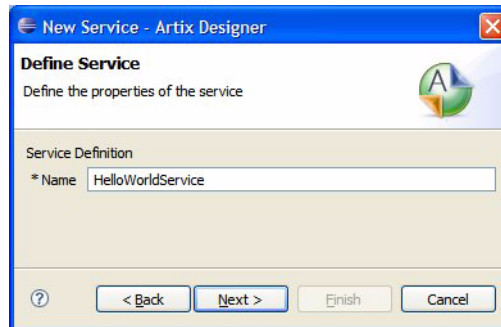 New Service - Artix Designer
Define Service
Define the properties of the service
A
Service Definition
* Name HelloWorldService
? < Back Next > Finish Cancel